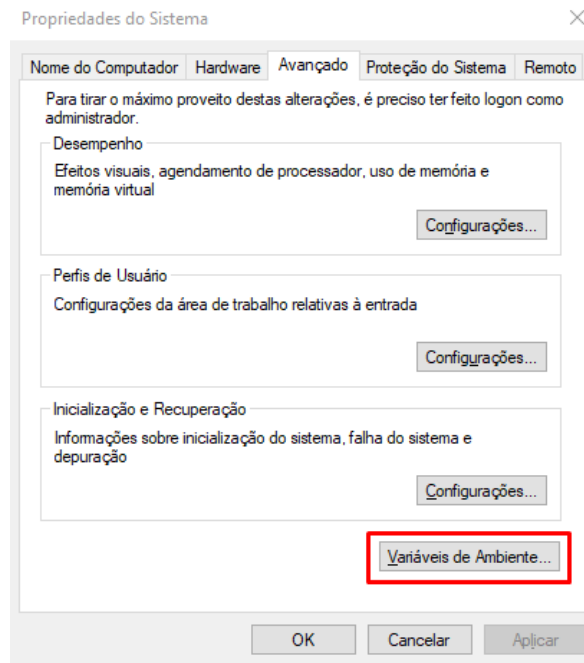 Propriedades do Sistema
Nome do Computador Hardware Avançado Proteção do Sistema Remoto
Para tirar o máximo proveito destas alterações, é preciso ter feito logon como
administrador.
Desempenho
Efeitos visuais, agendamento de processador, uso de memória e
memória virtual
Configurações...
Perfis de Usuário
Configurações da área de trabalho relativas à entrada
Configurações...
Inicialização e Recuperação
Informações sobre inicialização do sistema, falha do sistema e
depuração
Configurações...
Variáveis de Ambiente...
OK Cancelar Aplicar